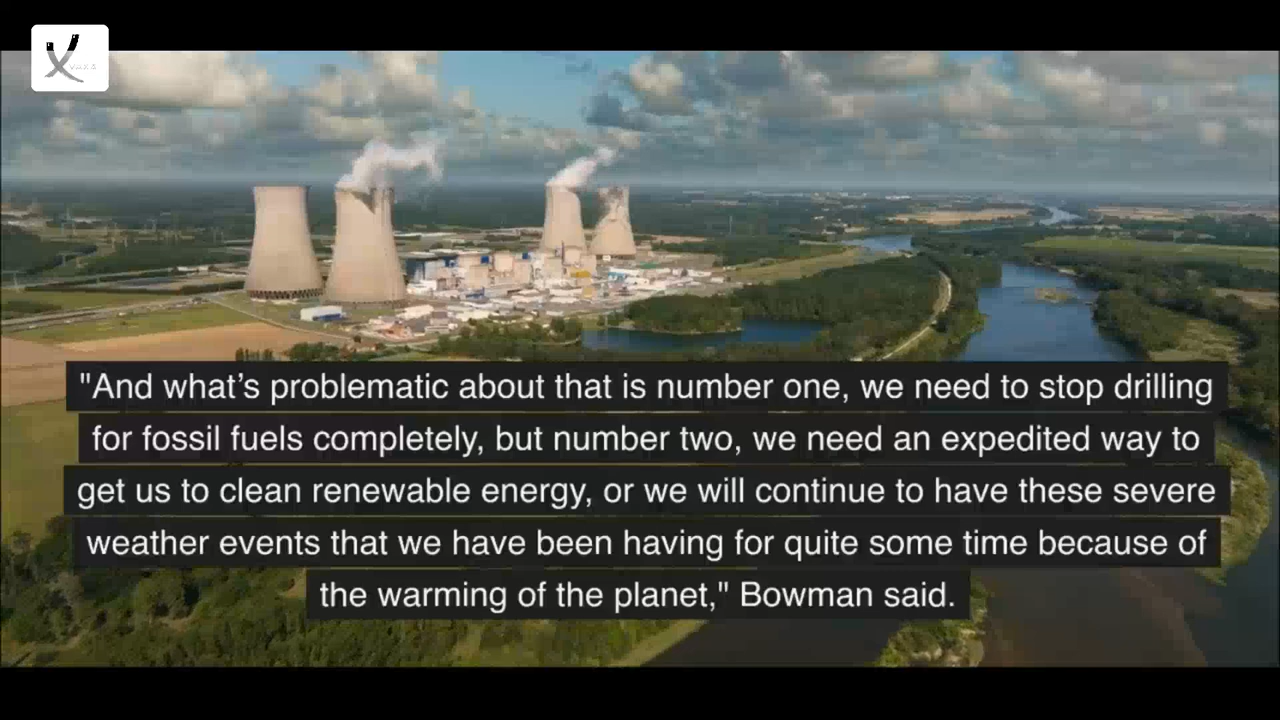 "And what’s problematic about that is number one, we need to stop drilling
for fossil fuels completely, but number two, we need an expedited way to
get us to clean renewable energy, or we will continue to have these severe
weather events that we have been having for quite some time because of
the warming of the planet," Bowman said.